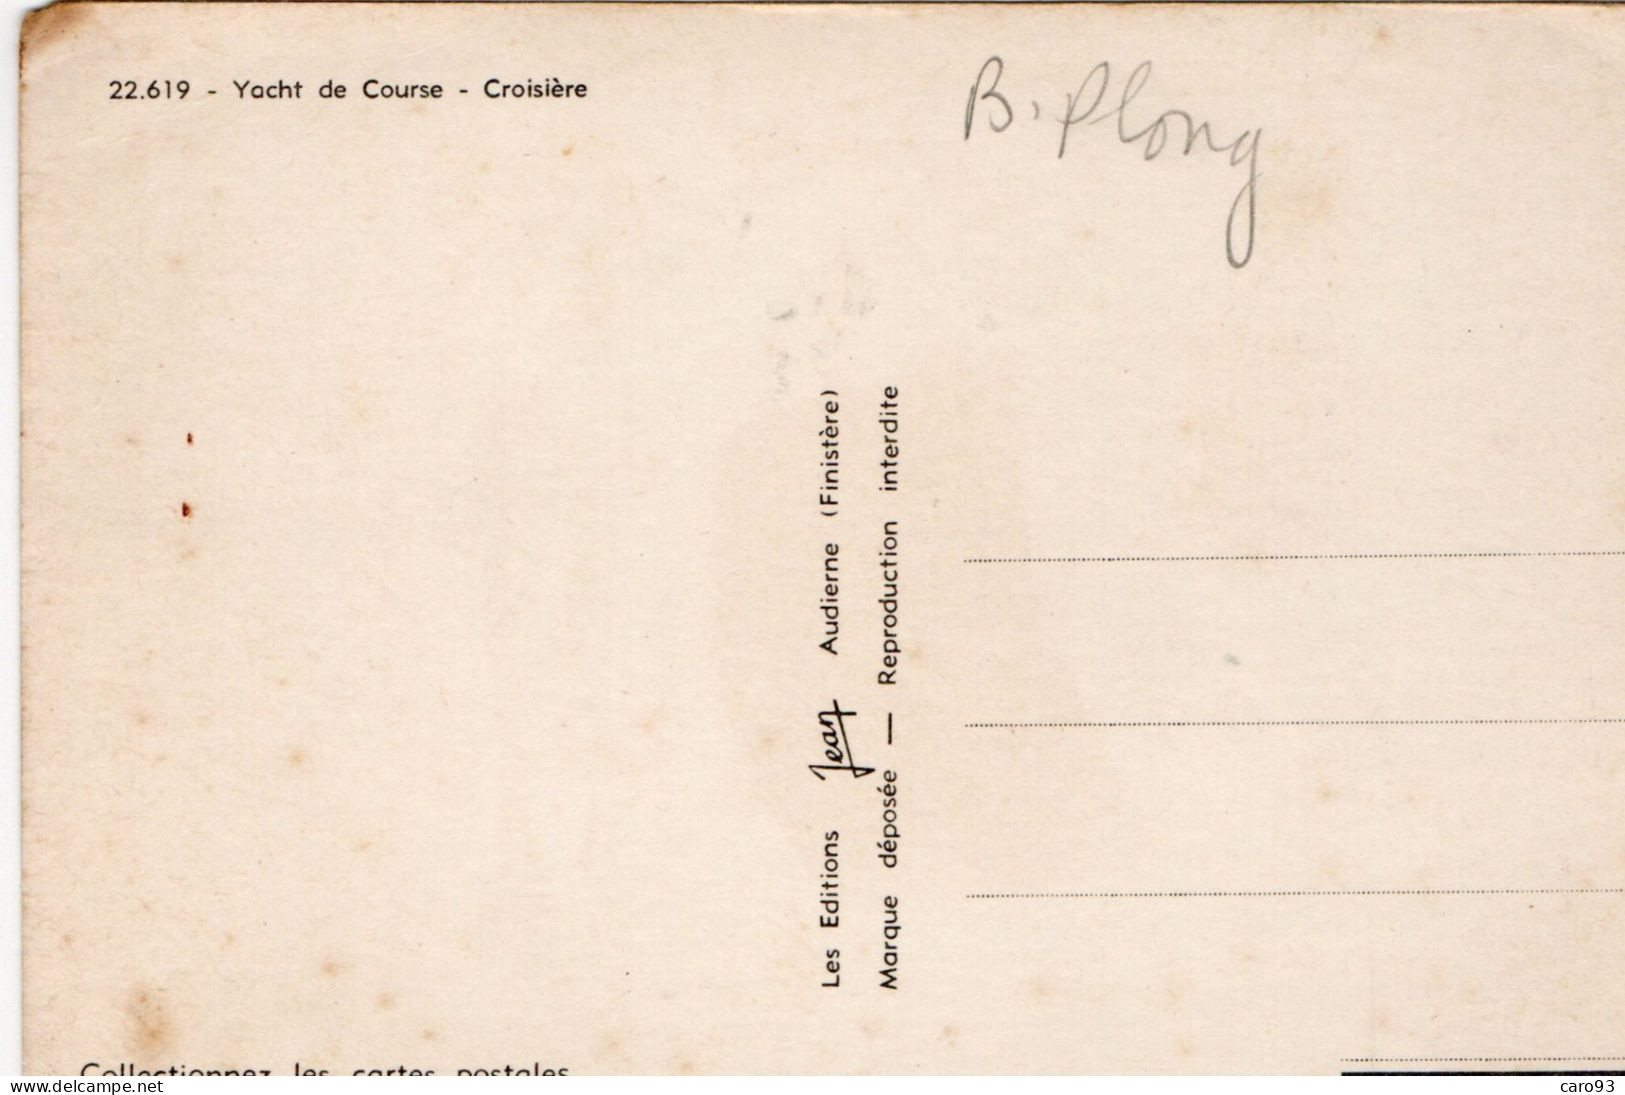 22.619 - Yacht de Course - Croisière
B. Plong
Les Editions Jean Audierne (Finistère)
Marque déposée — Reproduction interdite
Collectionnez les cartes postales
www.delcampe.net
caro93